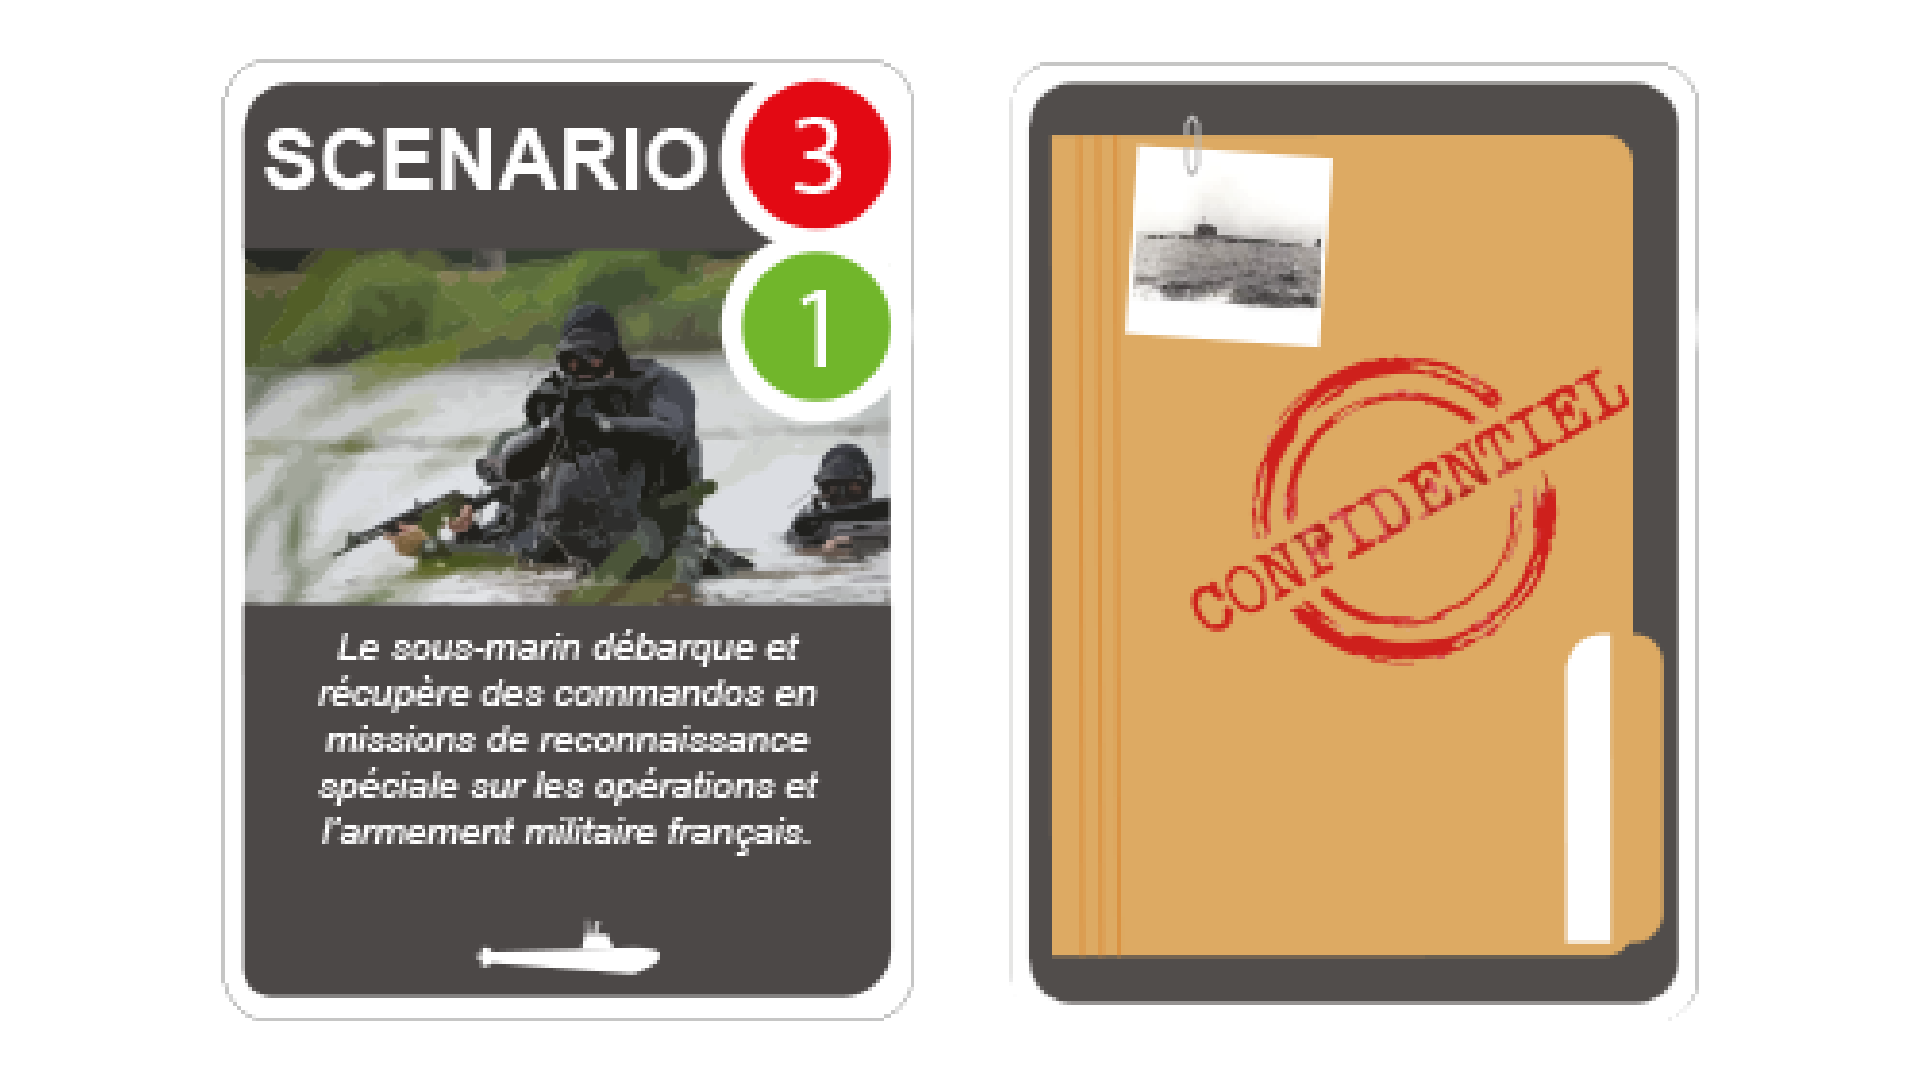 SCENARIO
3
1
Le sous-marin débarque et
récupère des commandos en
missions de reconnaissance
spéciale sur les opérations et
l'armement militaire français.
CONFIDENTIEL